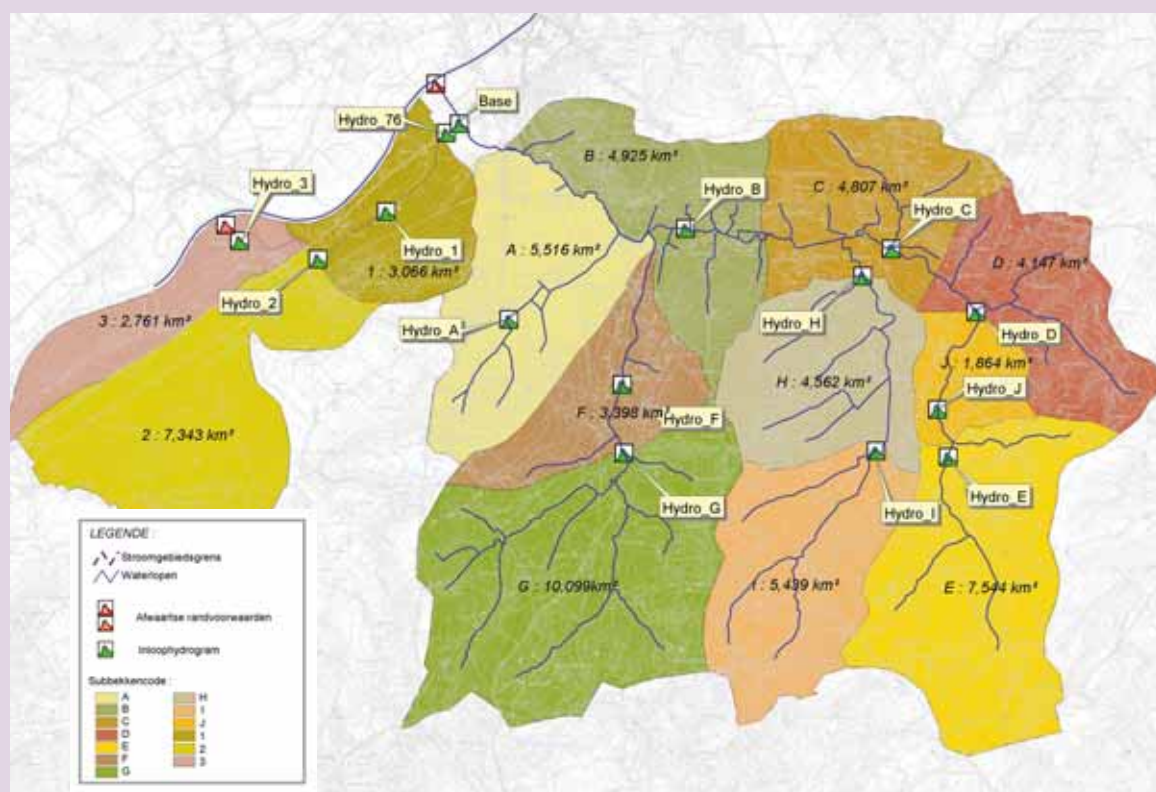 Base
Hydro_76
B : 4,925 km²
Hydro_3
Hydro_B
C : 4,807 km²
Hydro_C
Hydro_1
A : 5,516 km²
1 : 3,066 km²
D : 4,147 km²
Hydro_2
3 : 2,761 km²
Hydro_A
Hydro_H
Hydro_D
J : 1,864 km²
H : 4,562 km²
Hydro_J
F : 3,398 km²
Hydro_F
2 : 7,343 km²
Hydro_G
Hydro_I
Hydro_E
G : 10,099km²
I : 5,439 km²
E : 7,544 km²
LEGENDE :
Stroomgebiedsgrens
Waterlopen
Afwaartse randvoorwaarden
Inloophydrogram
Subbekkencode :
A H
B I
C J
D 1
E 2
F 3
G